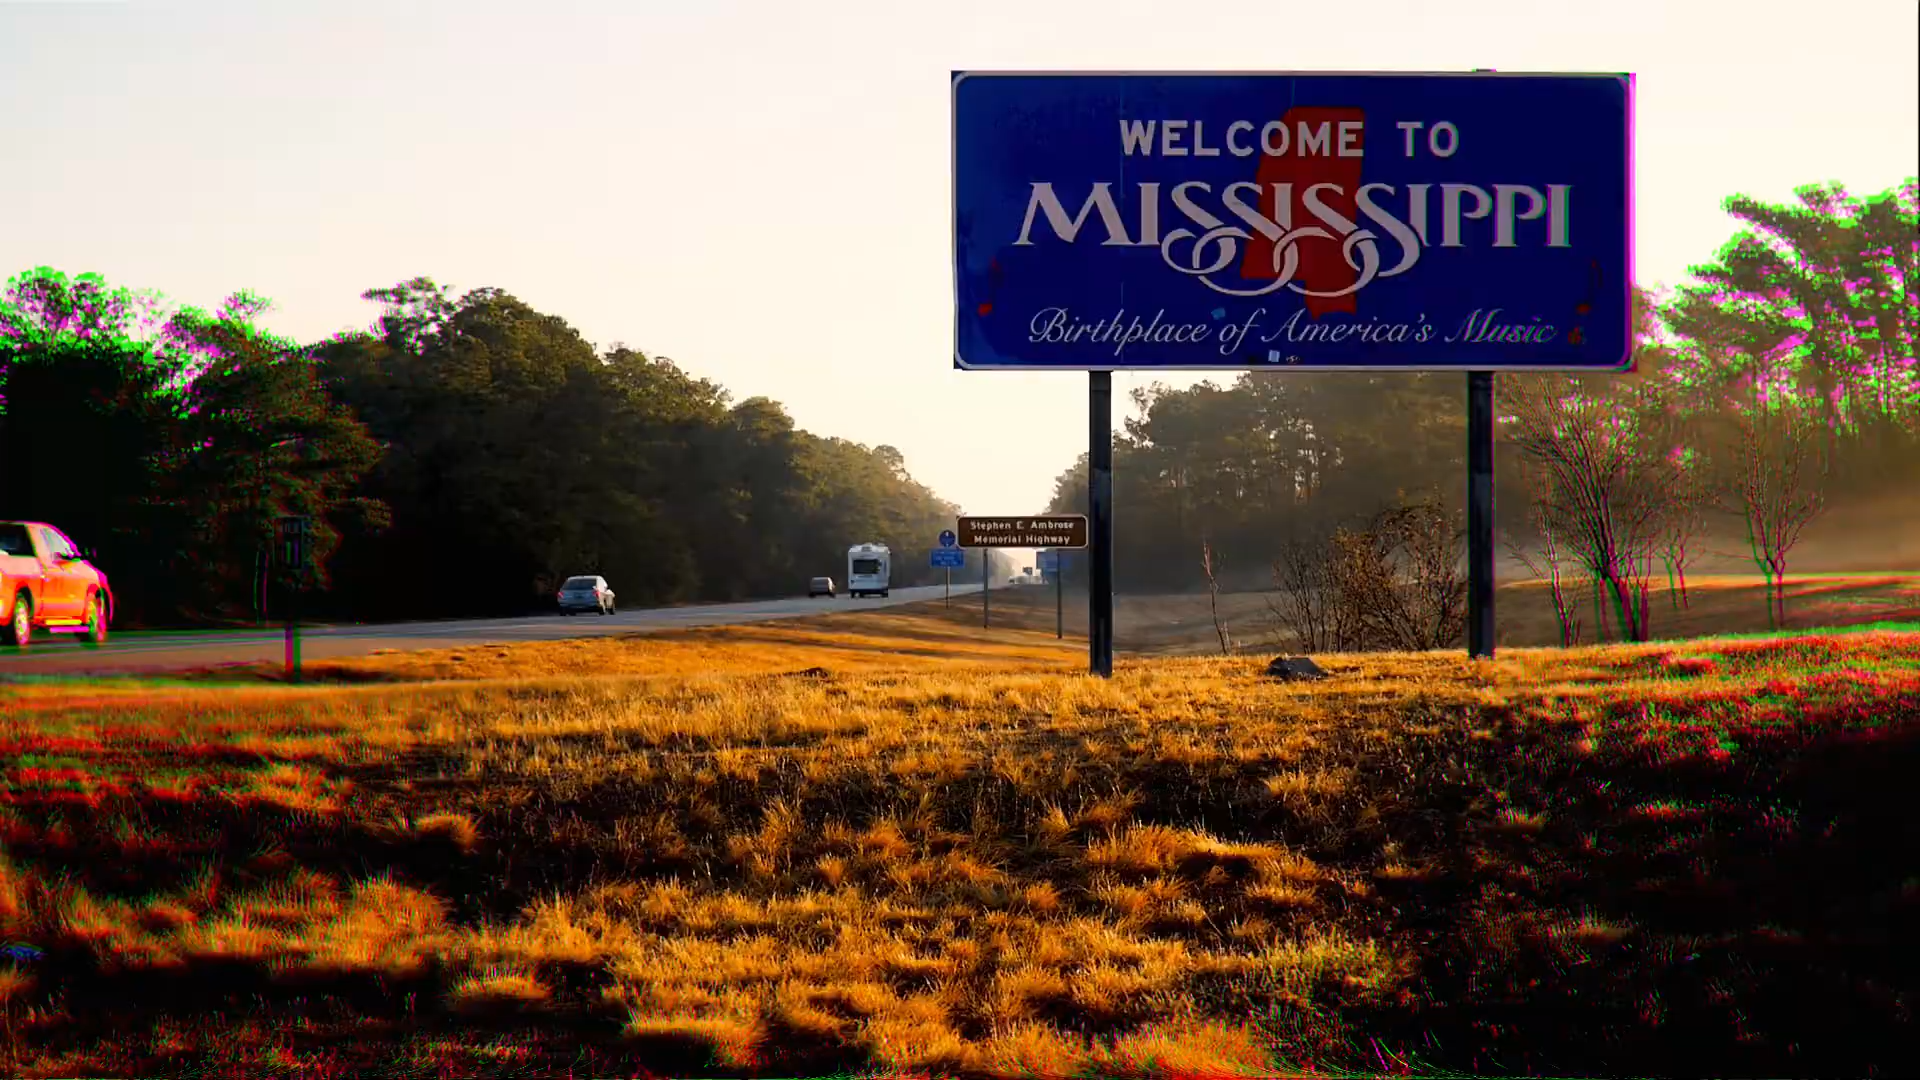 WELCOME TO
MISSISSIPPI
Birthplace of America's Music
Stephen E. Ambrose
Memorial Highway